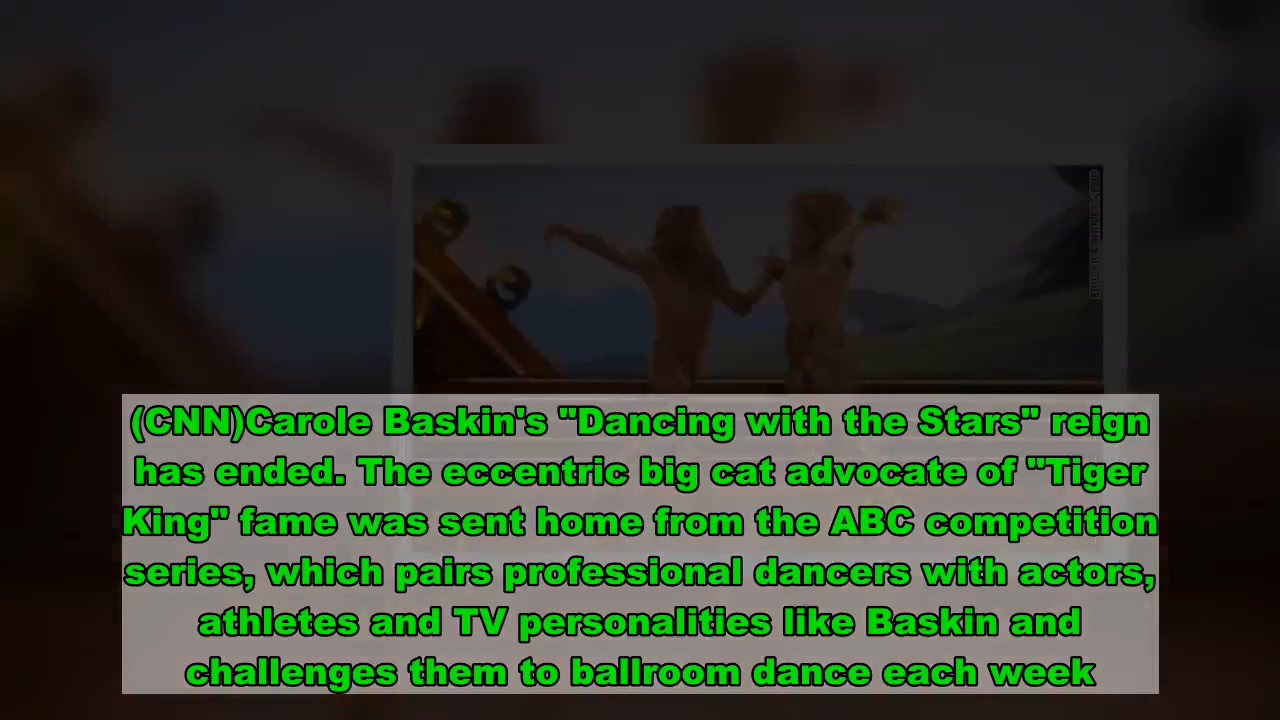 (CNN)Carole Baskin's "Dancing with the Stars" reign
has ended. The eccentric big cat advocate of "Tiger
King" fame was sent home from the ABC competition
series, which pairs professional dancers with actors,
athletes and TV personalities like Baskin and
challenges them to ballroom dance each week